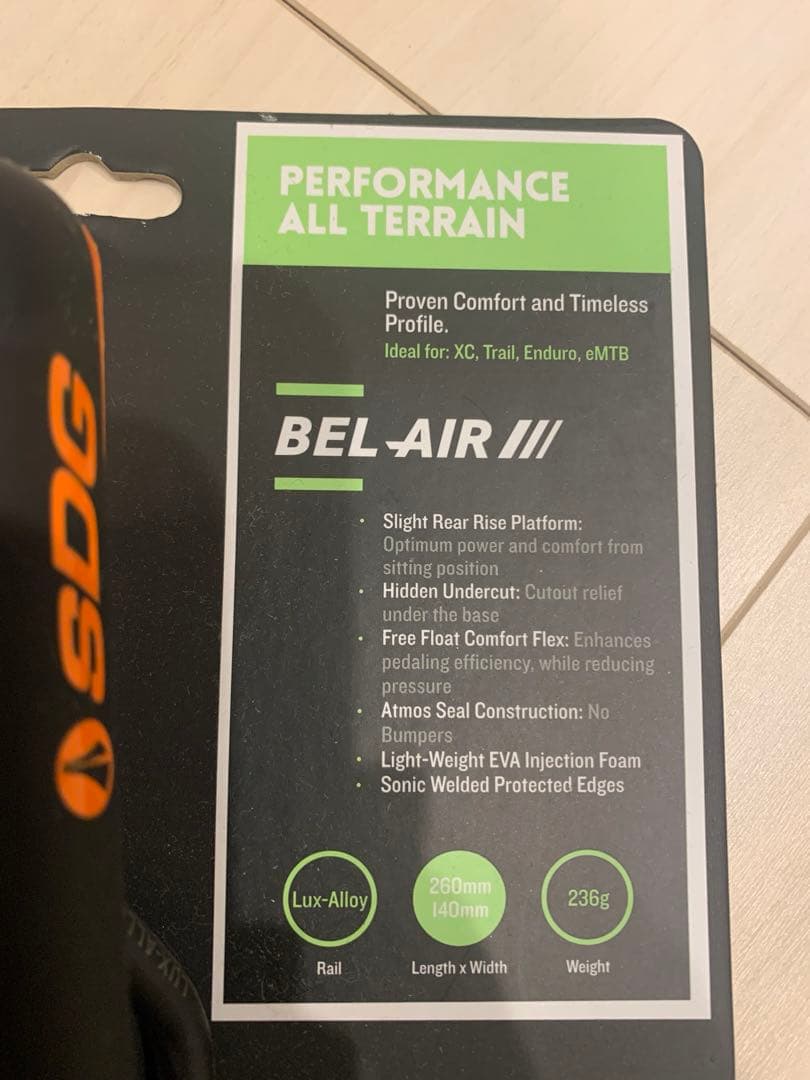 PERFORMANCE
ALL TERRAIN
Proven Comfort and Timeless
Profile.
Ideal for: XC, Trail, Enduro, eMTB
BEL-AIR ///
• Slight Rear Rise Platform:
Optimum power and comfort from
sitting position
• Hidden Undercut: Cutout relief
under the base
• Free Float Comfort Flex: Enhances
pedaling efficiency, while reducing
pressure
• Atmos Seal Construction: No
Bumpers
• Light-Weight EVA Injection Foam
• Sonic Welded Protected Edges
Lux-Alloy
Rail
260mm
140mm
Length x Width
236g
Weight
SDG